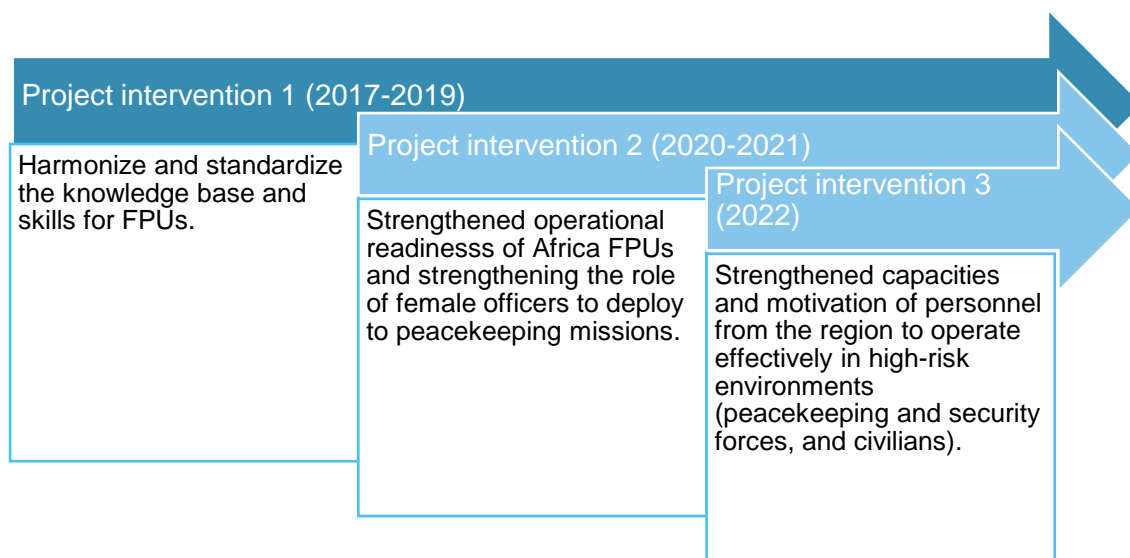 Project intervention 1 (2017-2019)
Harmonize and standardize
the knowledge base and
skills for FPUs.
Project intervention 2 (2020-2021)
Strengthened operational
readinesss of Africa FPUs
and strengthening the role
of female officers to deploy
to peacekeeping missions.
Project intervention 3
(2022)
Strengthened capacities
and motivation of personnel
from the region to operate
effectively in high-risk
environments
(peacekeeping and security
forces, and civilians).